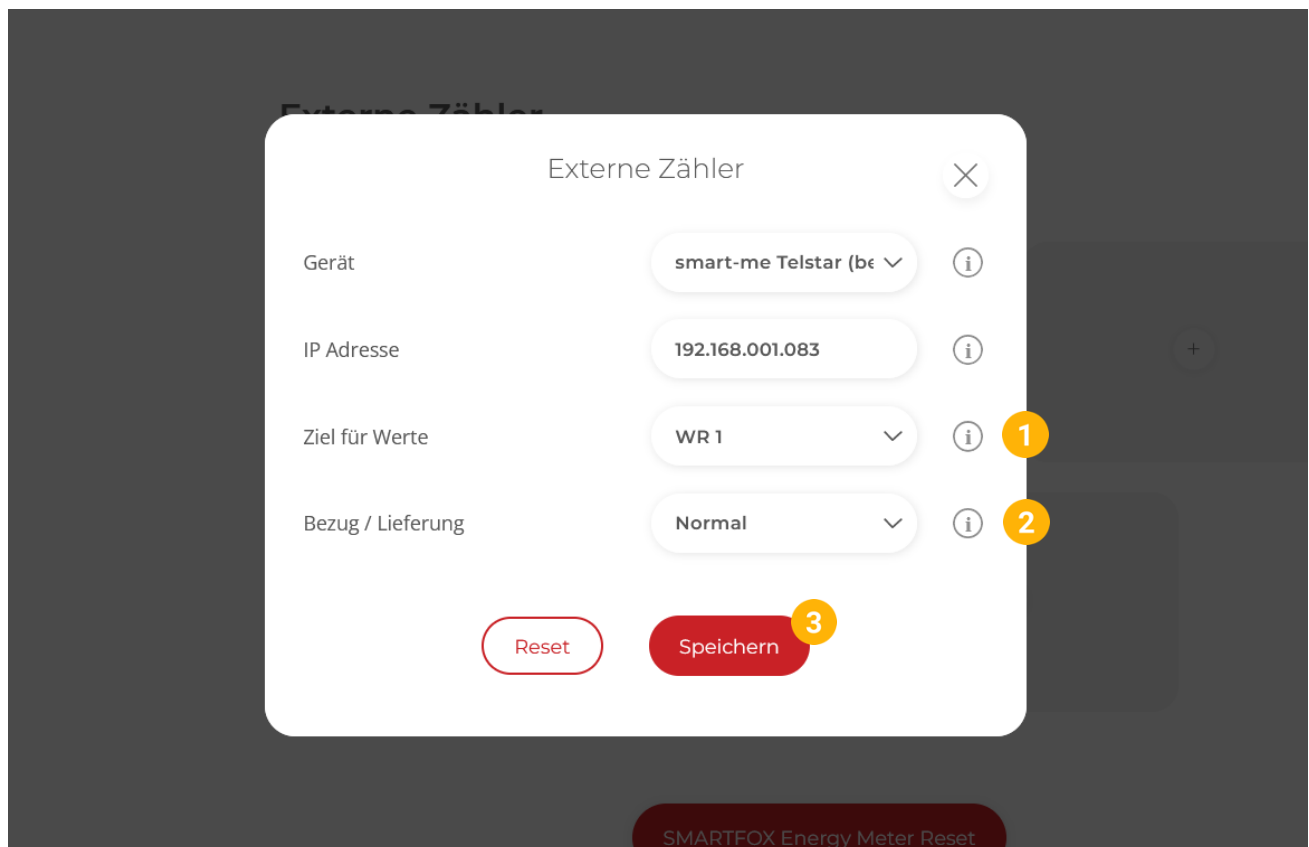 Externe Zähler
Externe Zähler
Gerät
smart-me Telstar (be
IP Adresse
192.168.001.083
+
Ziel für Werte
WR 1
1
Bezug / Lieferung
Normal
2
Reset
Speichern
3
SMARTFOX Energy Meter Reset